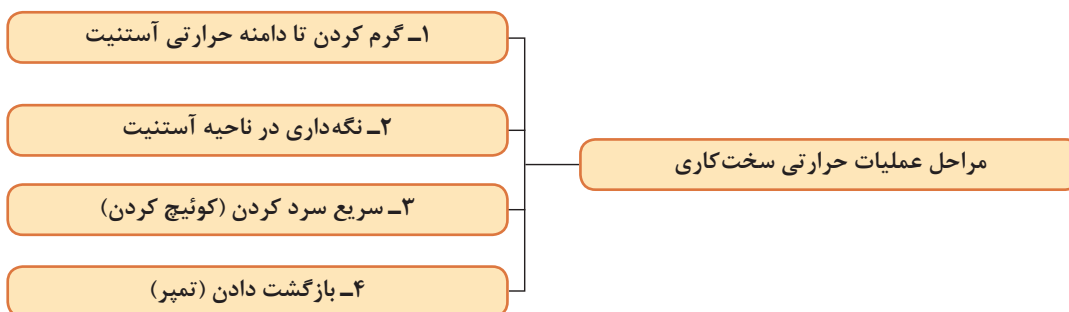 مراحل عملیات حرارتی سخت‌کاری
۱ـ گرم کردن تا دامنه حرارتی آستنیت
۲ـ نگه‌داری در ناحیه آستنیت
۳ـ سریع سرد کردن (کوئیچ کردن)
۴ـ بازگشت دادن (تمپر)